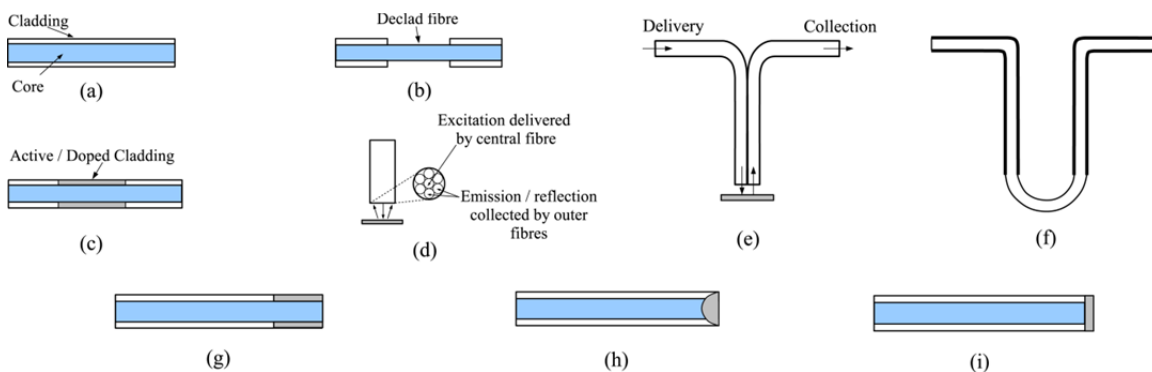 Cladding
Core
(a)
Declad fibre
(b)
Active / Doped Cladding
(c)
Excitation delivered
by central fibre
Emission / reflection
collected by outer
fibres
(d)
Delivery
Collection
(e)
(f)
(g)
(h)
(i)